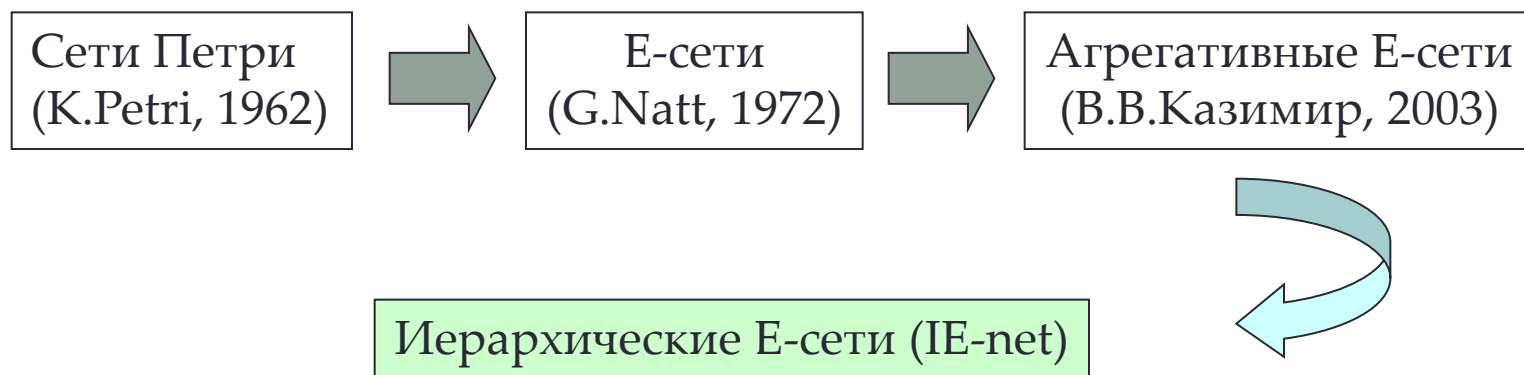 Сети Петри
(K.Petri, 1962)
Е-сети
(G.Natt, 1972)
Агрегативные Е-сети
(В.В.Казимир, 2003)
Иерархические Е-сети (IE-net)